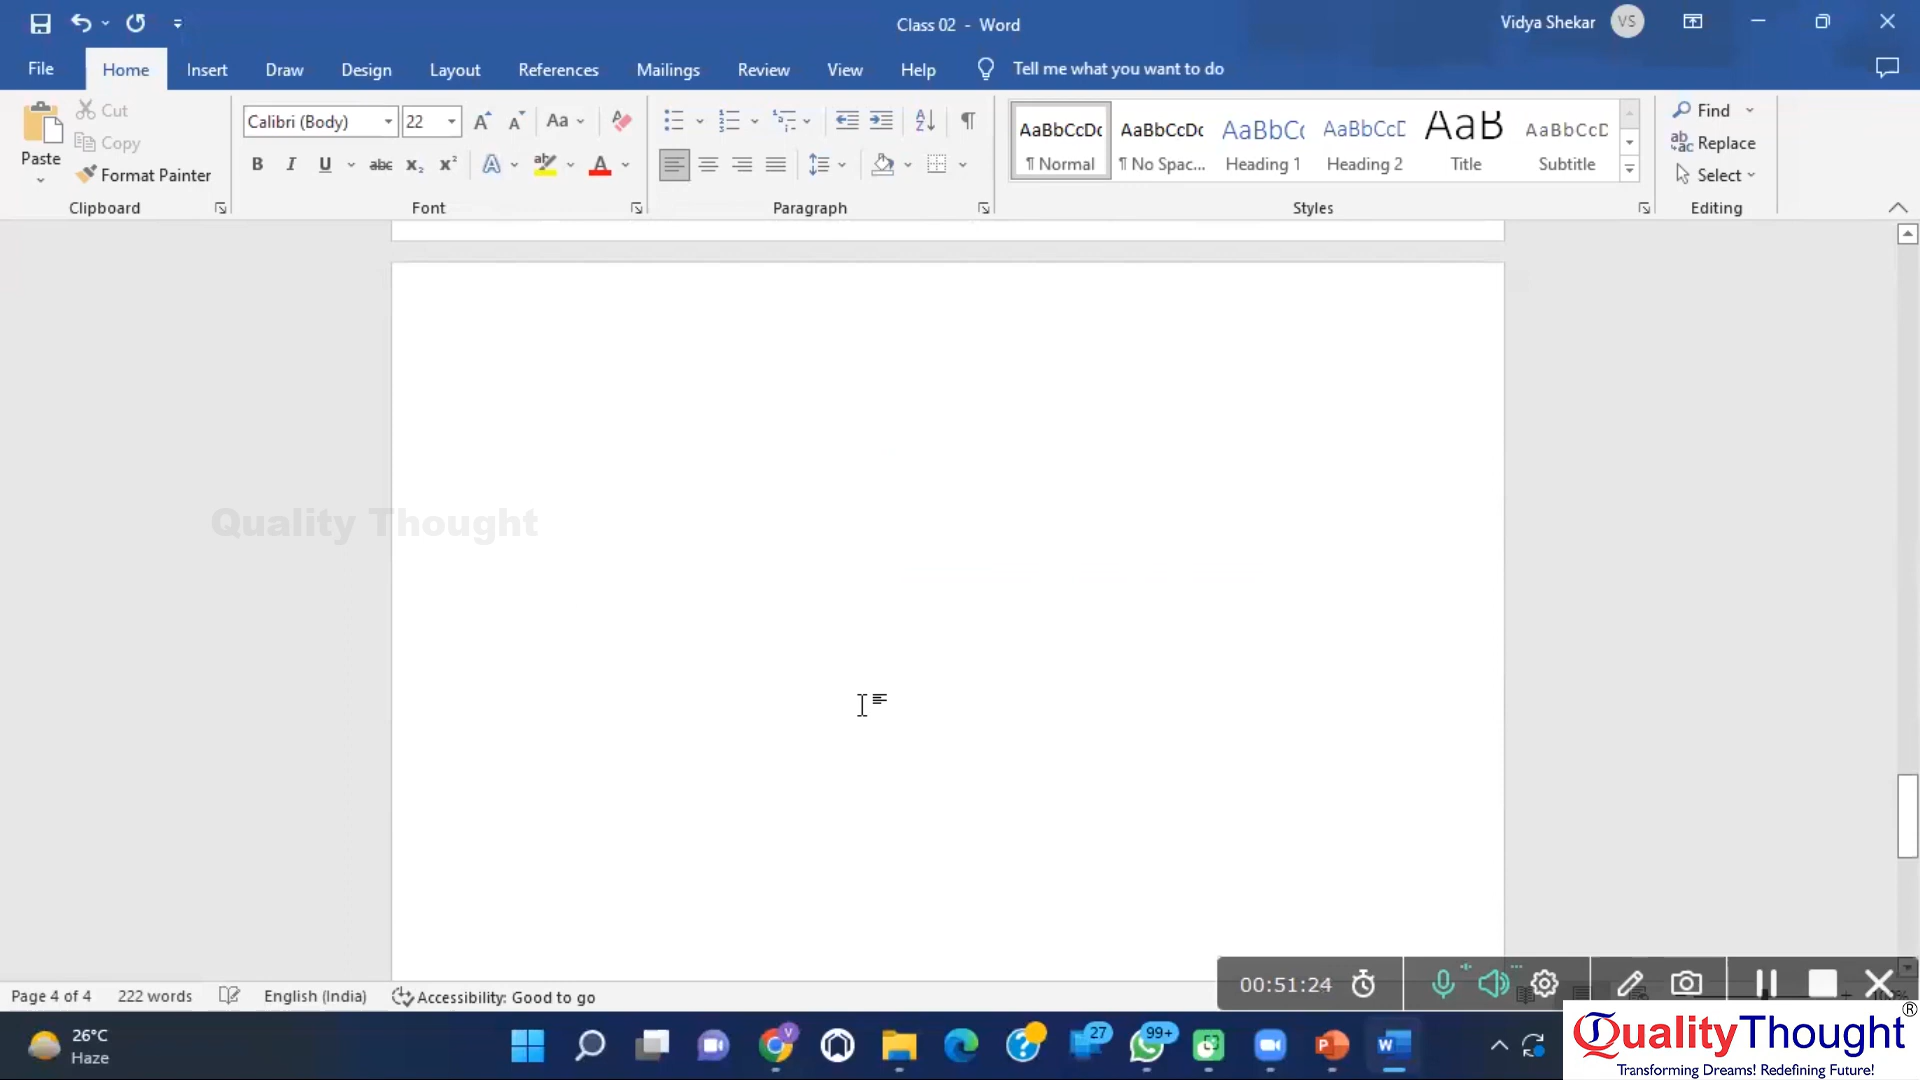 Class 02 - Word
Vidya Shekar VS
File Home Insert Draw Design Layout References Mailings Review View Help Tell me what you want to do
Paste
Cut
Copy
Format Painter
Clipboard
Calibri (Body) 22
Aa
B I U abc x₂ x² A A
Font
Paragraph
AaBbCcDc AaBbCcDc AaBbCc AaBbCcD AaB AaBbCcD
¶ Normal ¶ No Spac... Heading 1 Heading 2 Title Subtitle
Styles
Find
Replace
Select
Editing
Quality Thought
Page 4 of 4 222 words English (India) Accessibility: Good to go
00:51:24
26°C
Haze
27 99+
QualityThought®
Transforming Dreams! Redefining Future!